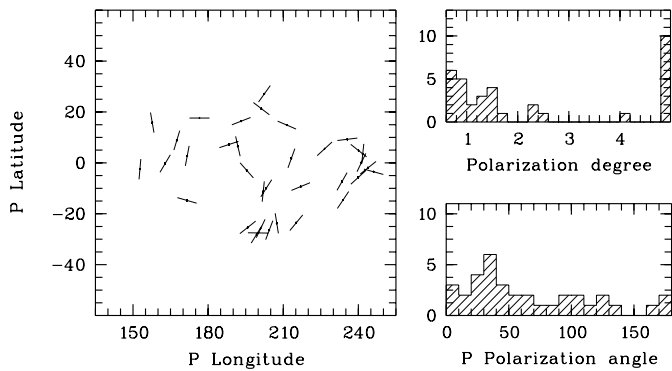 40
20
0
−20
−40
P Latitude
150 180 210 240
P Longitude
10
5
0
1 2 3 4
Polarization degree
10
5
0
0 50 100 150
P Polarization angle